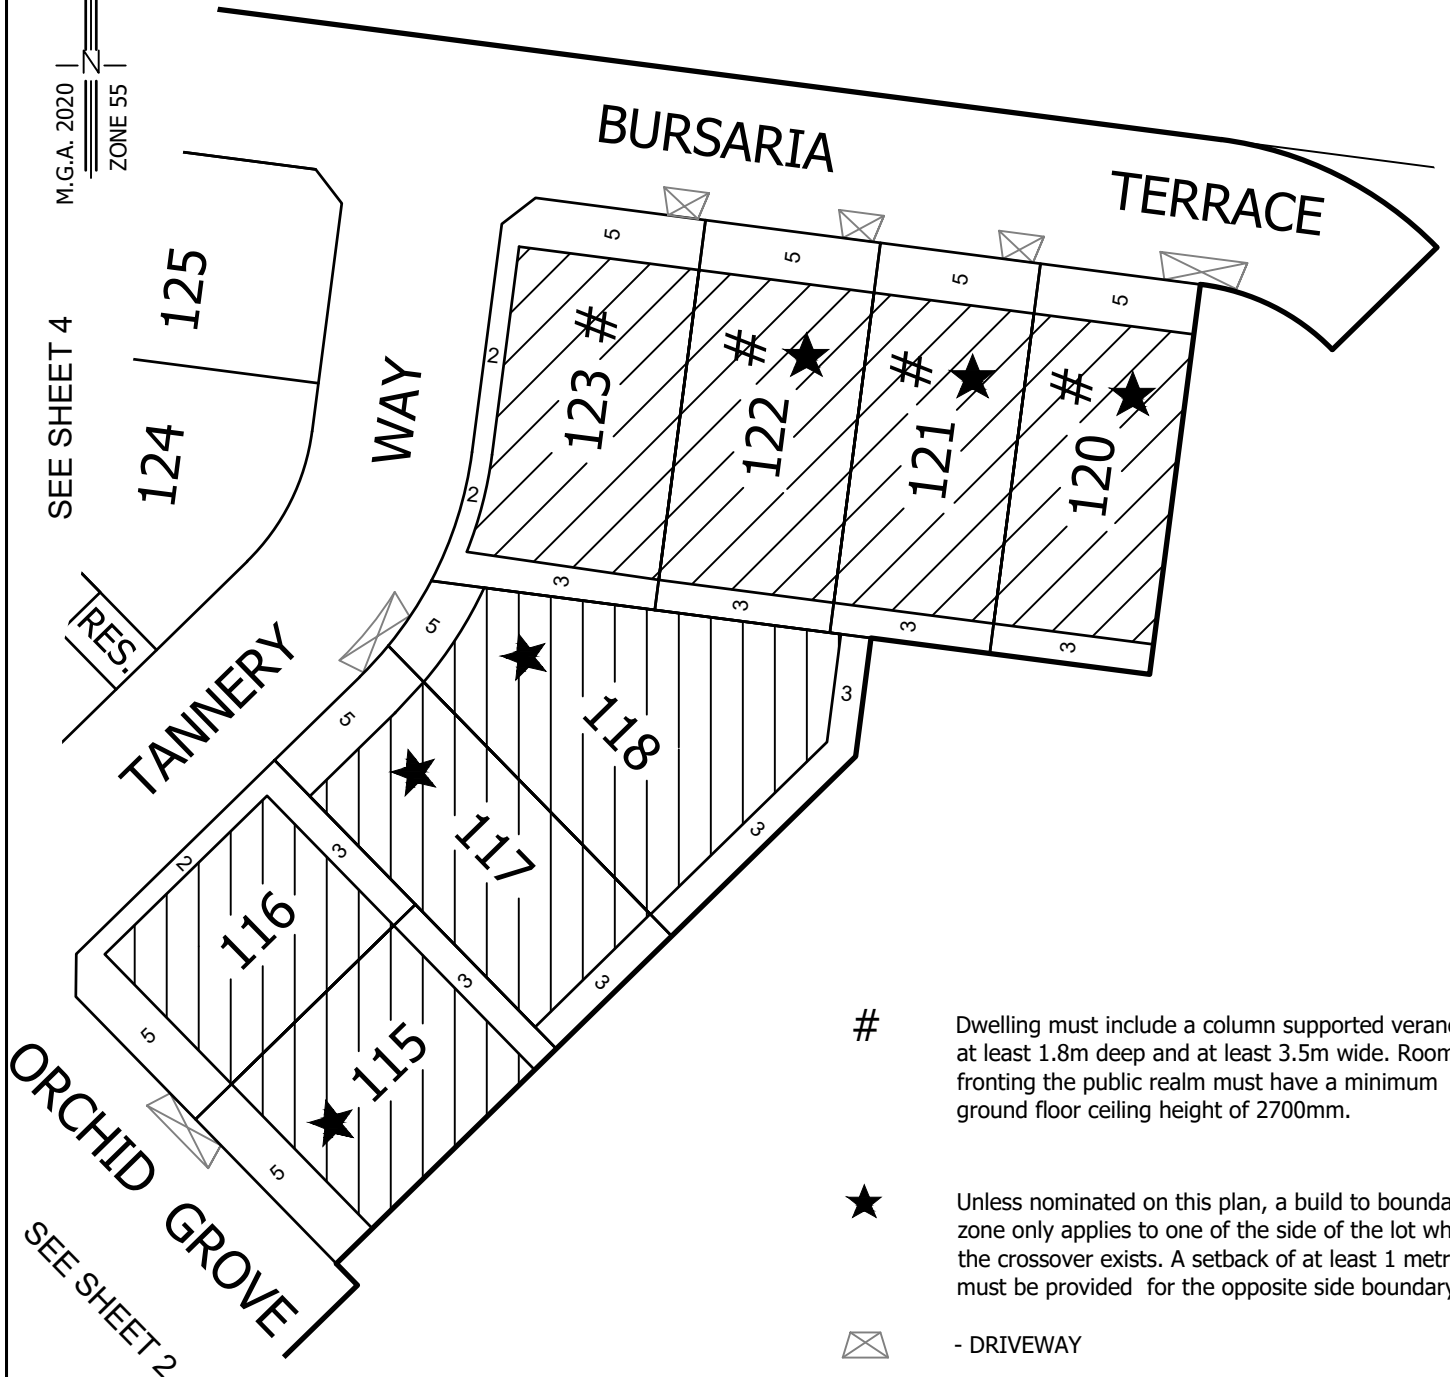 M.G.A. 2020
N
ZONE 55
BURSARIA
TERRACE
WAY
TANNERY
ORCHID GROVE
SEE SHEET 4
SEE SHEET 2
125
124
RES.
5
5
5
5
#
#
#
#
123
122
121
120
2
2
3
3
3
3
5
118
3
3
5
117
3
3
3
2
116
5
115
5
# Dwelling must include a column supported
at least 1.8m deep and at least 3.5m wide.
fronting the public realm must have a minimum
ground floor ceiling height of 2700mm.
Unless nominated on this plan, a build to
zone only applies to one of the side of the lot
the crossover exists. A setback of at least 1
must be provided for the opposite side boundary
- DRIVEWAY